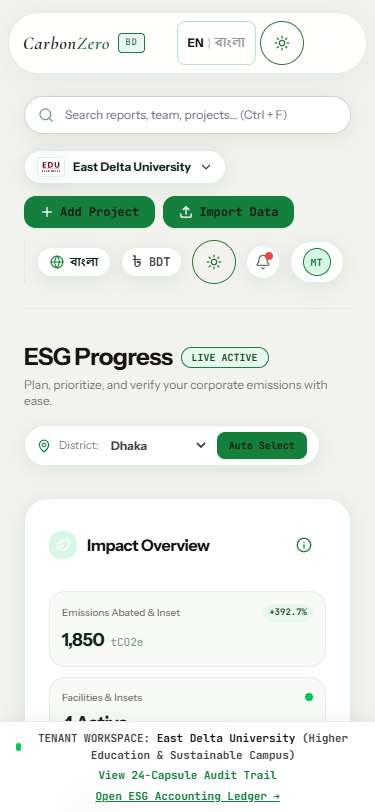 CarbonZero BD EN | বাংলা
Search reports, team, projects... (Ctrl + F)
EDU East Delta University
+ Add Project Import Data
বাংলা ৳ BDT MT
ESG Progress LIVE ACTIVE
Plan, prioritize, and verify your corporate emissions with
ease.
District: Dhaka Auto Select
Impact Overview
Emissions Abated & Inset +392.7%
1,850 tCO2e
Facilities & Insets
4 Active
TENANT WORKSPACE: East Delta University (Higher
Education & Sustainable Campus)
View 24-Capsule Audit Trail
Open ESG Accounting Ledger →